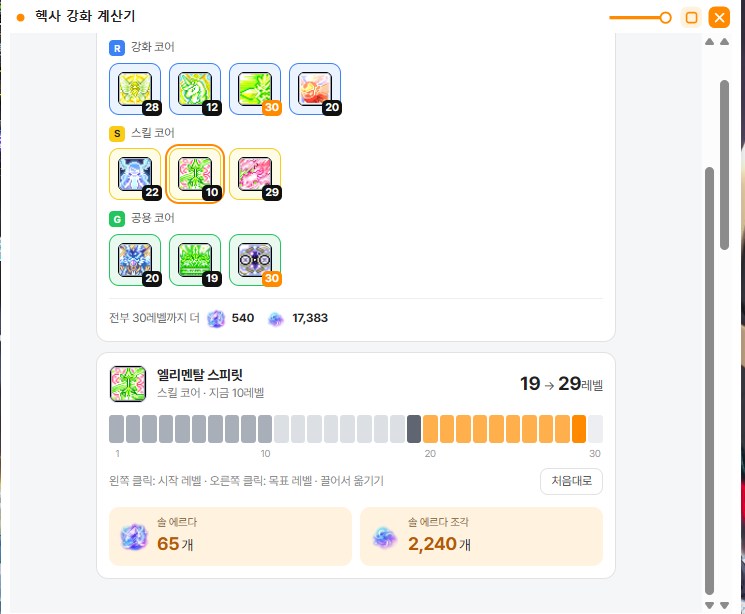 헥사 강화 계산기
R 강화 코어
28 12 30 20
S 스킬 코어
22 10 29
G 공용 코어
20 19 30
전부 30레벨까지 더 540 17,383
엘리멘탈 스피릿
스킬 코어 · 지금 10레벨
19 → 29레벨
1 10 20 30
왼쪽 클릭: 시작 레벨 · 오른쪽 클릭: 목표 레벨 · 끌어서 옮기기
처음대로
솔 에르다
65개
솔 에르다 조각
2,240개